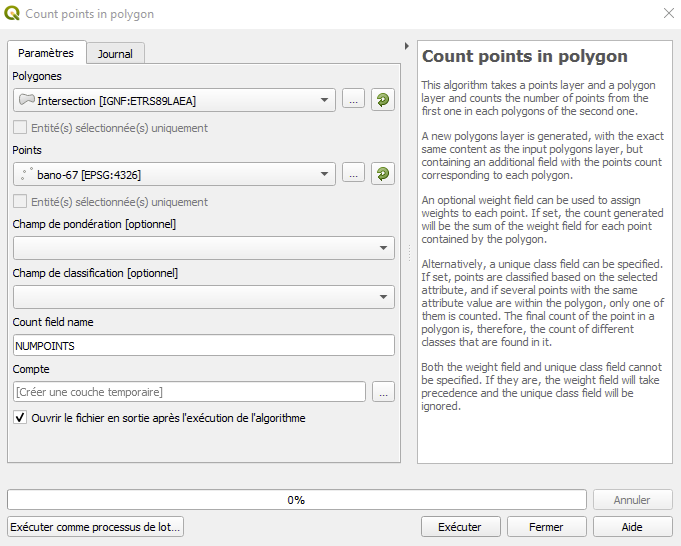 Count points in polygon
Paramètres
Journal
Polygones
Intersection [IGNF:ETRS89LAEA]
...
Entité(s) sélectionnée(s) uniquement
Points
bano-67 [EPSG:4326]
...
Entité(s) sélectionnée(s) uniquement
Champ de pondération [optionnel]
Champ de classification [optionnel]
Count field name
NUMPOINTS
Compte
[Créer une couche temporaire]
...
Ouvrir le fichier en sortie après l'exécution de l'algorithme
Count points in polygon
This algorithm takes a points layer and a polygon
layer and counts the number of points from the
first one in each polygons of the second one.
A new polygons layer is generated, with the exact
same content as the input polygons layer, but
containing an additional field with the points count
corresponding to each polygon.
An optional weight field can be used to assign
weights to each point. If set, the count generated
will be the sum of the weight field for each point
contained by the polygon.
Alternatively, a unique class field can be specified.
If set, points are classified based on the selected
attribute, and if several points with the same
attribute value are within the polygon, only one of
them is counted. The final count of the point in a
polygon is, therefore, the count of different
classes that are found in it.
Both the weight field and unique class field cannot
be specified. If they are, the weight field will take
precedence and the unique class field will be
ignored.
0%
Annuler
Exécuter comme processus de lot...
Exécuter
Fermer
Aide